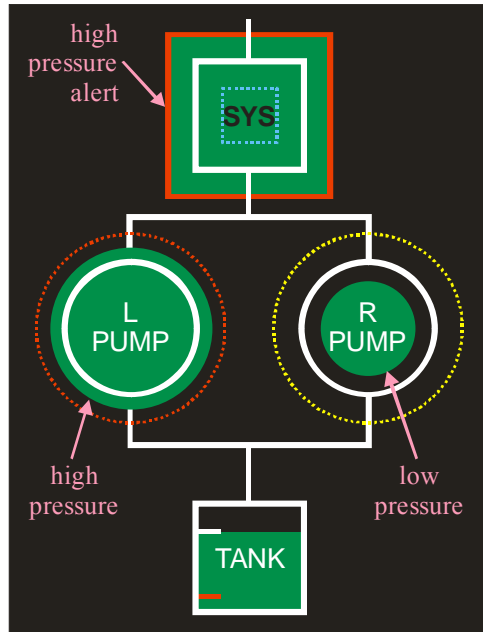 high
pressure
alert
SYS
L
PUMP
R
PUMP
high
pressure
low
pressure
TANK